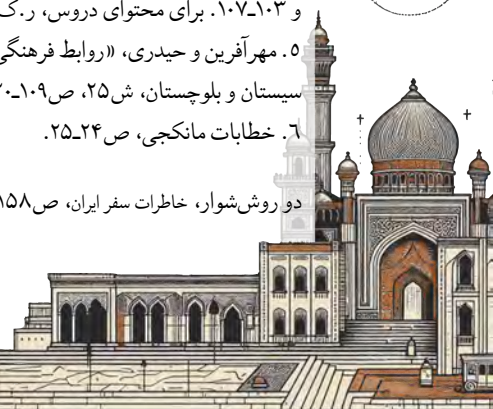 و ۱۰۳ـ۱۰۷. برای محتوای دروس، ر.ک
۵. مهرآفرین و حیدری، «روابط فرهنگی
سیستان و بلوچستان، ش۲۵، ص۱۰۹ـ
۶. خطابات مانکجی، ص۲۴ـ۲۵.
دو روش‌شوار، خاطرات سفر ایران، ص۱۵۸